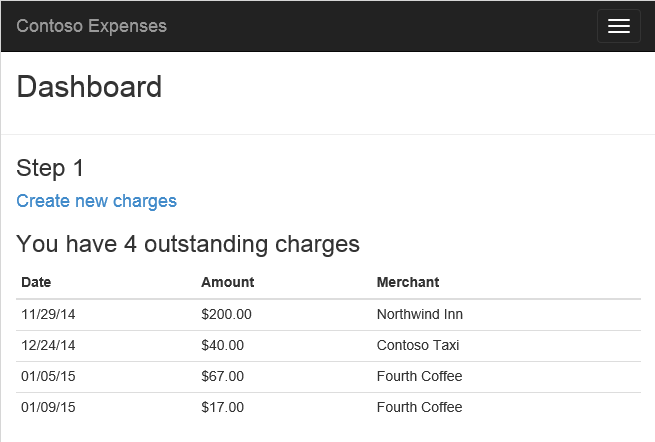 Contoso Expenses
Dashboard
Step 1
Create new charges
You have 4 outstanding charges
Date Amount Merchant
11/29/14 $200.00 Northwind Inn
12/24/14 $40.00 Contoso Taxi
01/05/15 $67.00 Fourth Coffee
01/09/15 $17.00 Fourth Coffee